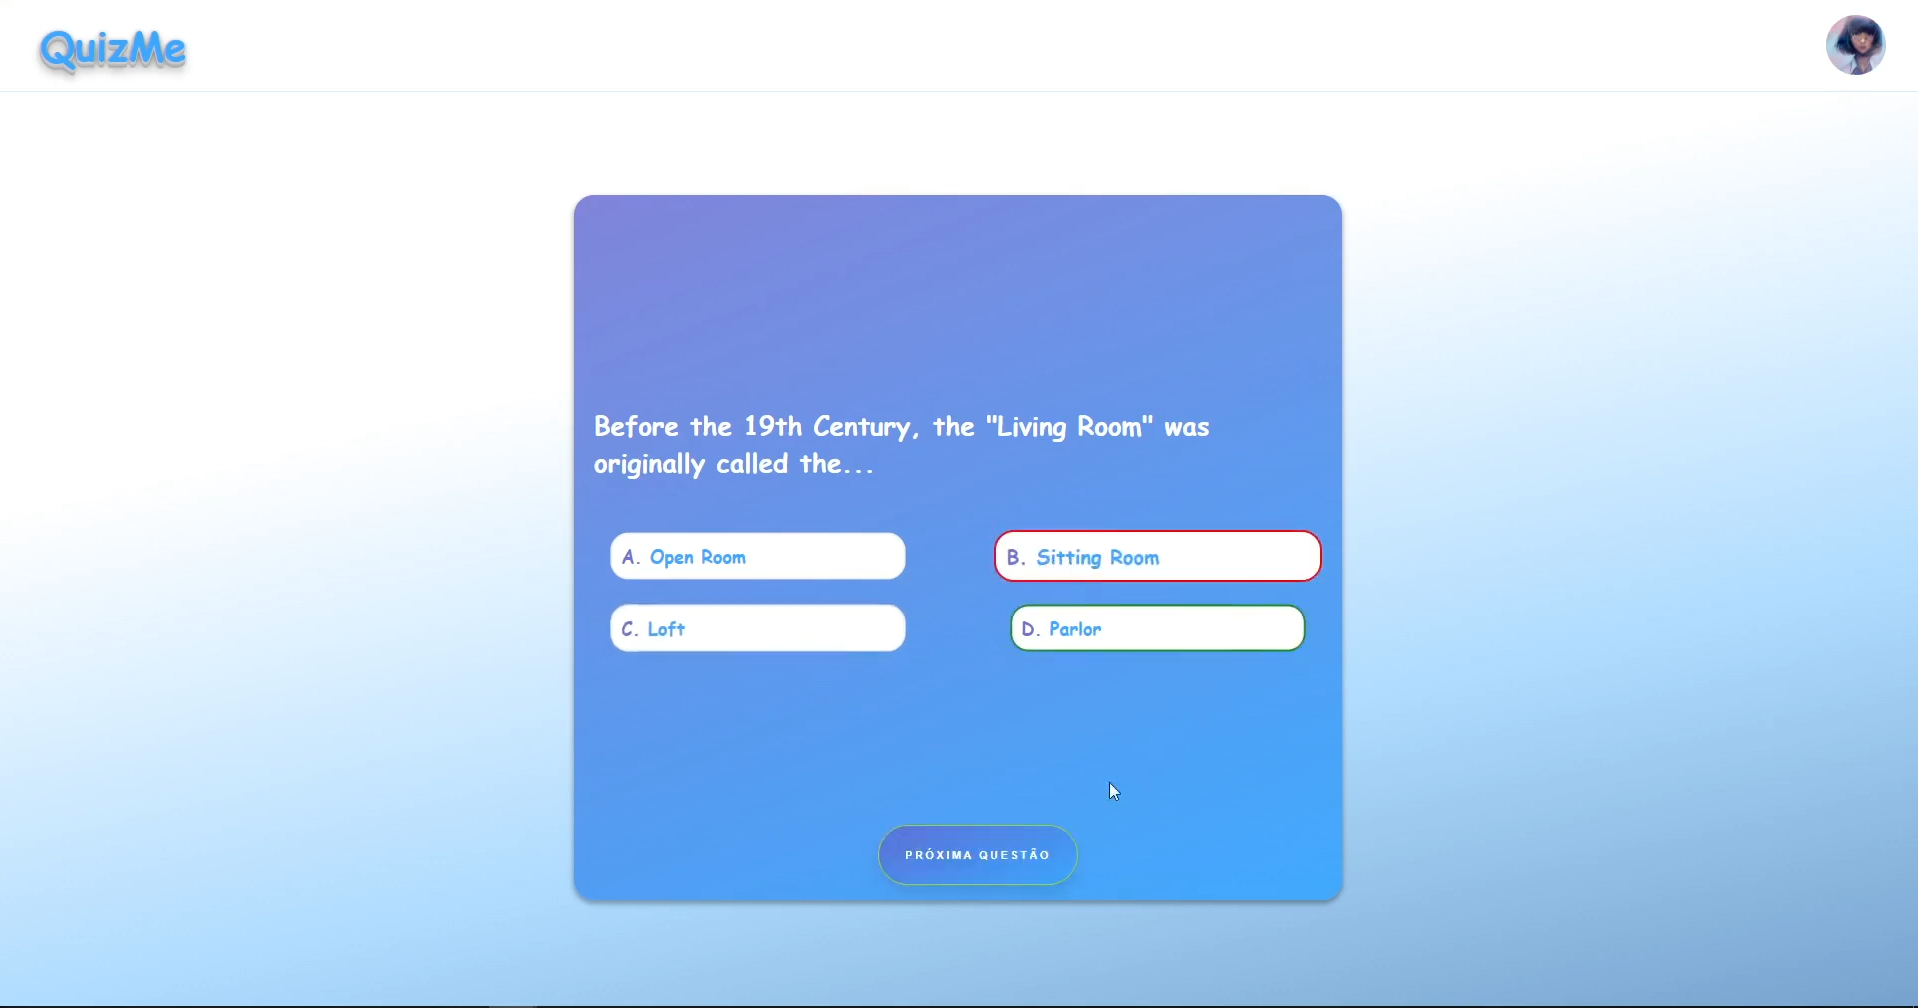 QuizMe
Before the 19th Century, the "Living Room" was
originally called the...
A. Open Room
B. Sitting Room
C. Loft
D. Parlor
PRÓXIMA QUESTÃO